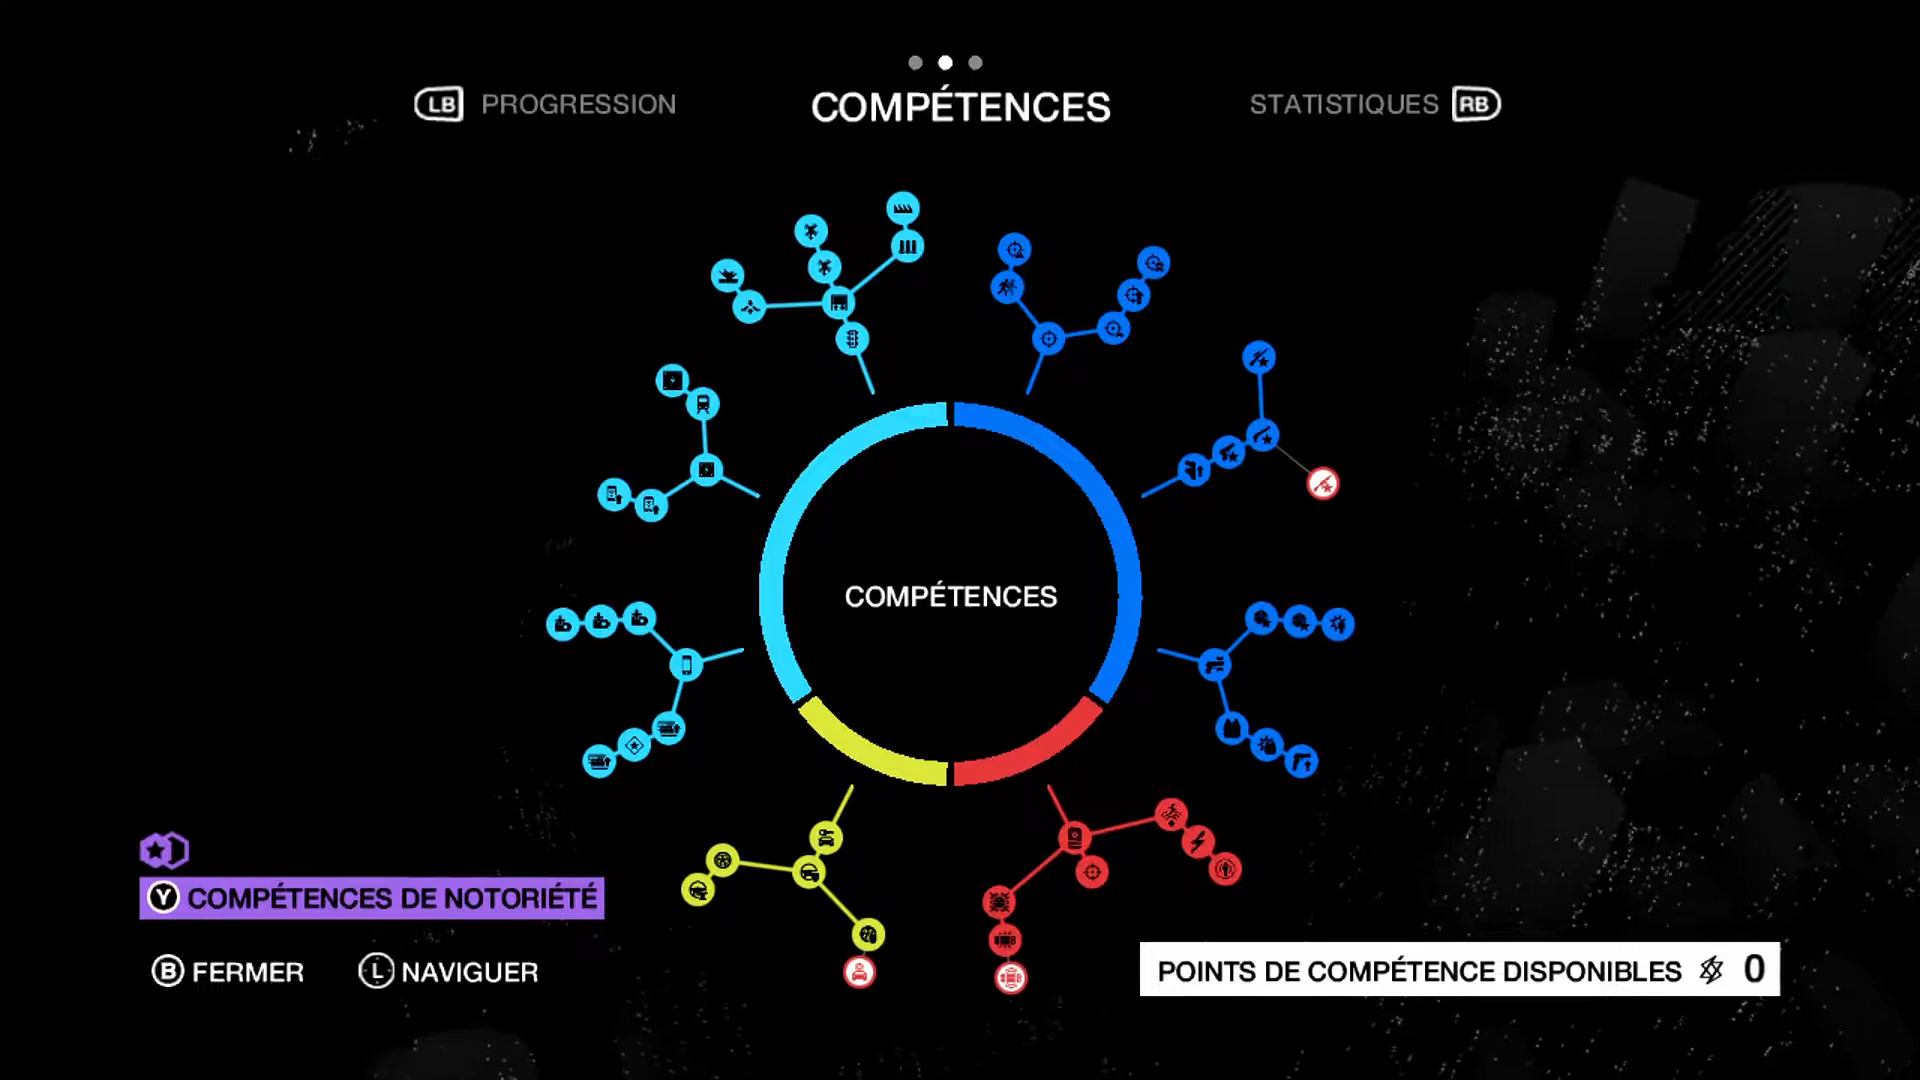 LB PROGRESSION
COMPÉTENCES
STATISTIQUES RB
COMPÉTENCES
Y COMPÉTENCES DE NOTORIÉTÉ
B FERMER
L NAVIGUER
POINTS DE COMPÉTENCE DISPONIBLES 0